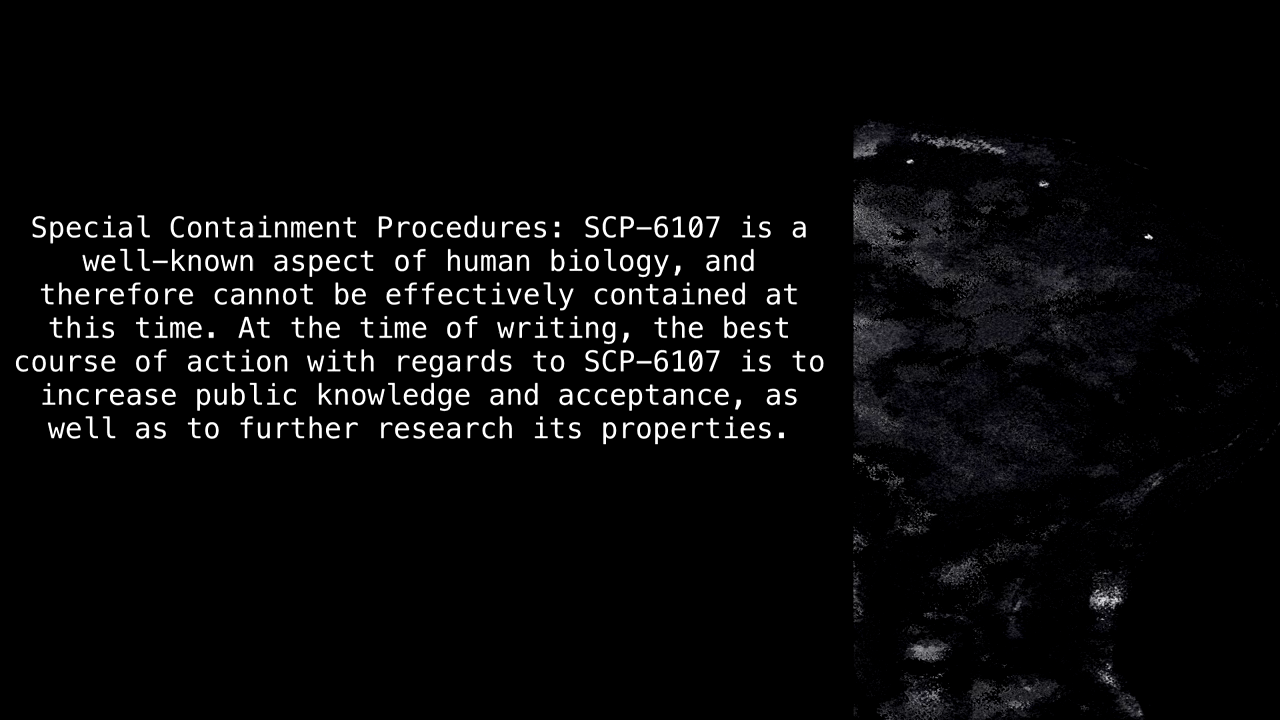 Special Containment Procedures: SCP–6107 is a
well–known aspect of human biology, and
therefore cannot be effectively contained at
this time. At the time of writing, the best
course of action with regards to SCP–6107 is to
increase public knowledge and acceptance, as
well as to further research its properties.